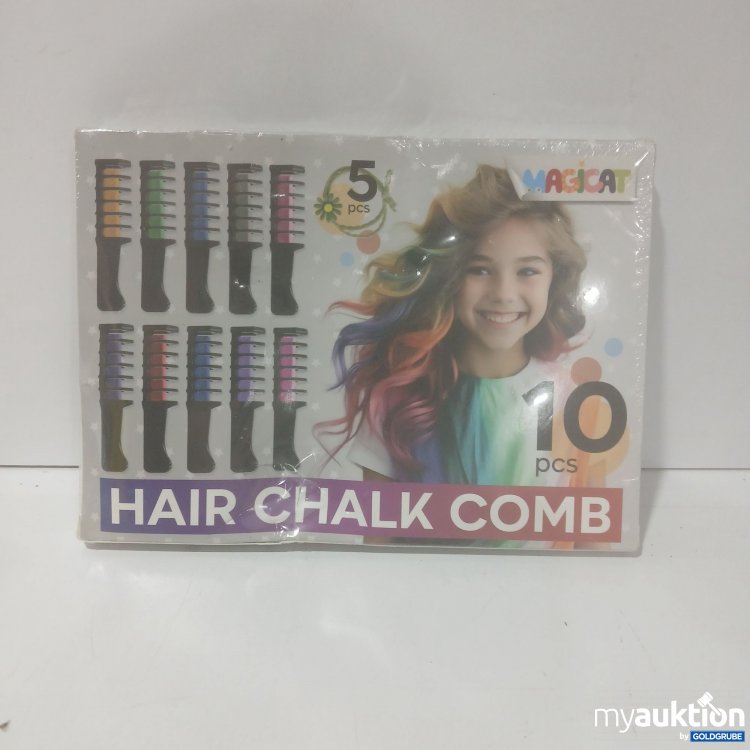 5
pcs
MAGICAT
10
pcs
HAIR CHALK COMB
myauktion
by GOLDGRUBE